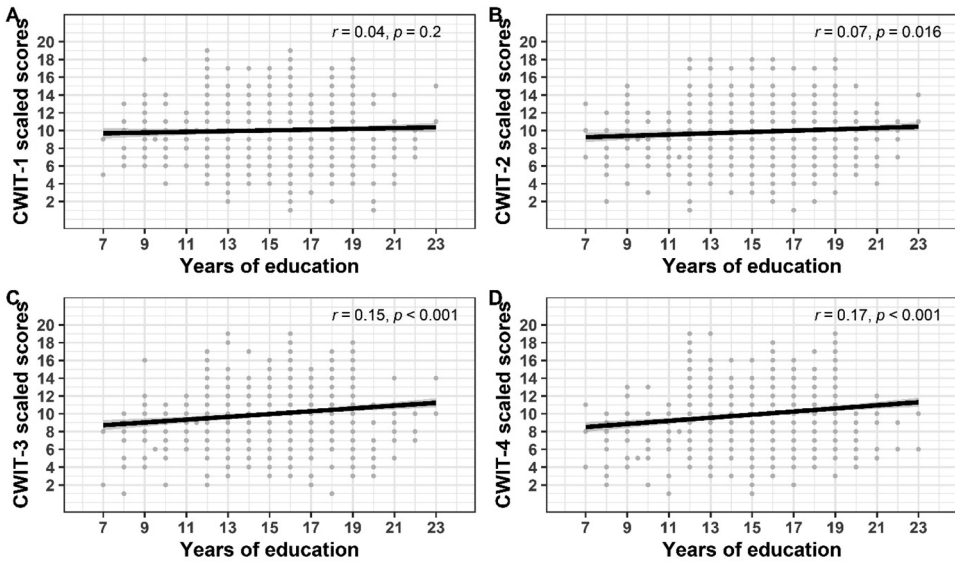 A
r = 0.04, p = 0.2
CWIT-1 scaled scores
20
18
16
14
12
10
8
6
4
2
7 9 11 13 15 17 19 21 23
Years of education
B
r = 0.07, p = 0.016
CWIT-2 scaled scores
20
18
16
14
12
10
8
6
4
2
7 9 11 13 15 17 19 21 23
Years of education
C
r = 0.15, p < 0.001
CWIT-3 scaled scores
20
18
16
14
12
10
8
6
4
2
7 9 11 13 15 17 19 21 23
Years of education
D
r = 0.17, p < 0.001
CWIT-4 scaled scores
20
18
16
14
12
10
8
6
4
2
7 9 11 13 15 17 19 21 23
Years of education